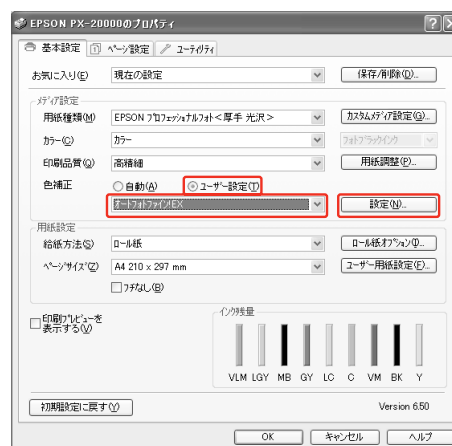 EPSON PX-20000のプロパティ
基本設定 ページ設定 ユーティリティ
お気に入り(E) 現在の設定 保存/削除(Q)...
メディア設定
用紙種類(M) EPSON プロフェッショナルフォト<厚手 光沢> カスタムメディア設定(G)...
カラー(C) カラー フォトブラックインク
印刷品質(Q) 高精細 用紙調整(P)...
色補正 自動(A) ユーザー設定(T)
オートフォトファイン!EX 設定(N)...
用紙設定
給紙方法(S) ロール紙 ロール紙オプション(J)...
ページサイズ(Z) A4 210 x 297 mm ユーザー用紙設定(F)...
フチなし(B)
印刷プレビューを
表示する(V)
インク残量
VLM LGY MB GY LC C VM BK Y
初期設定に戻す(Y) Version 6.50
OK キャンセル ヘルプ